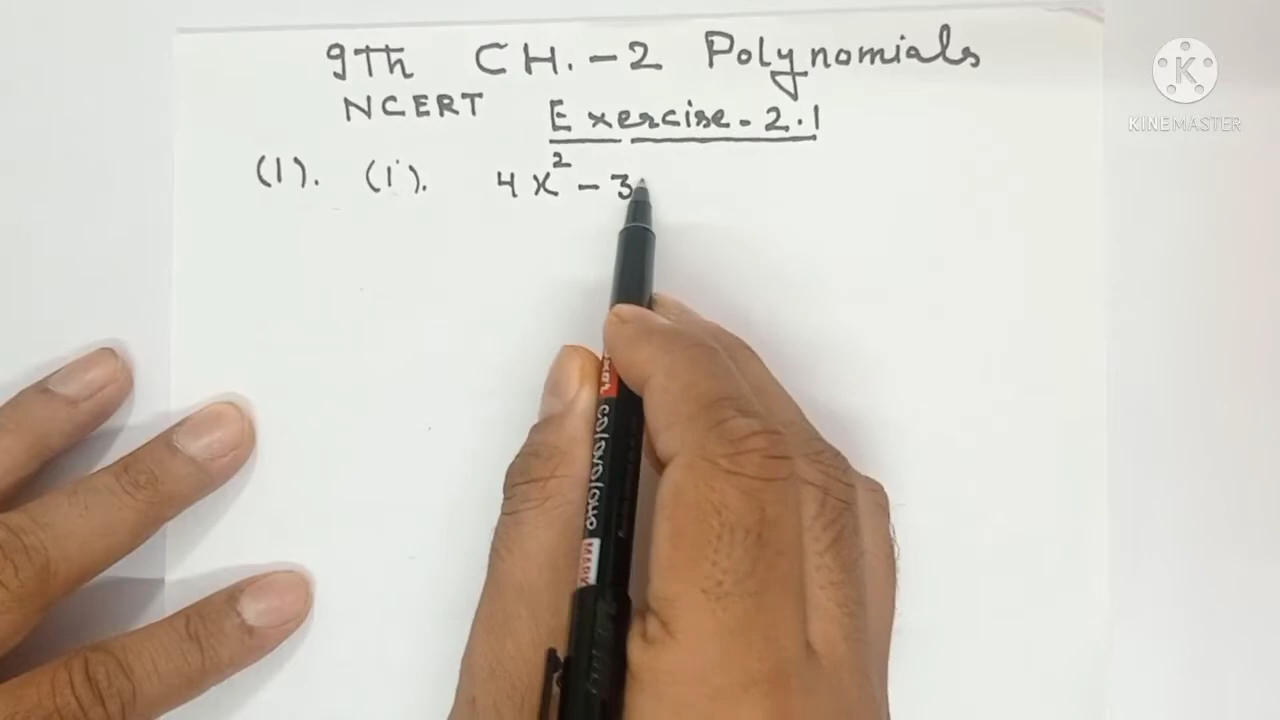 9Th CH.-2 Polynomials
NCERT Exercise-2.1
(1). (i). 4x² - 3
K
KINEMASTER